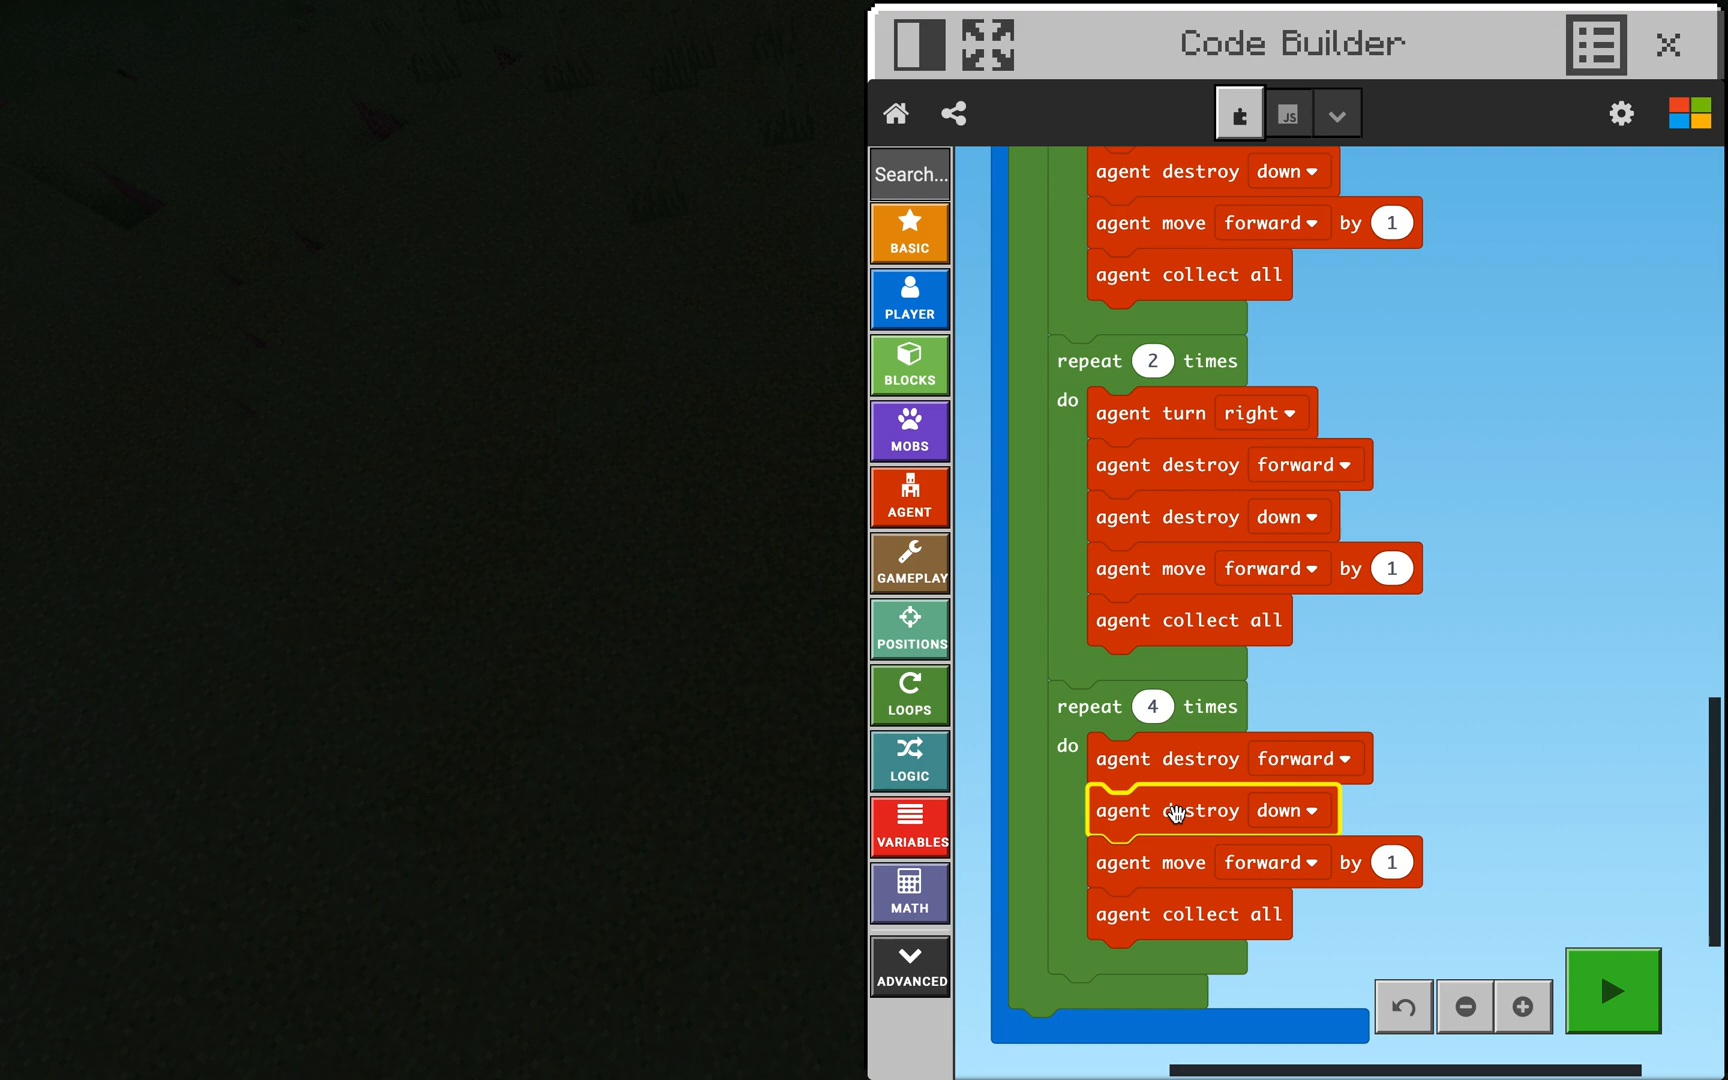 Code Builder
JS
Search...
BASIC
PLAYER
BLOCKS
MOBS
AGENT
GAMEPLAY
POSITIONS
LOOPS
LOGIC
VARIABLES
MATH
ADVANCED
agent destroy down
agent move forward by 1
agent collect all
repeat 2 times
do
agent turn right
agent destroy forward
agent destroy down
agent move forward by 1
agent collect all
repeat 4 times
do
agent destroy forward
agent destroy down
agent move forward by 1
agent collect all